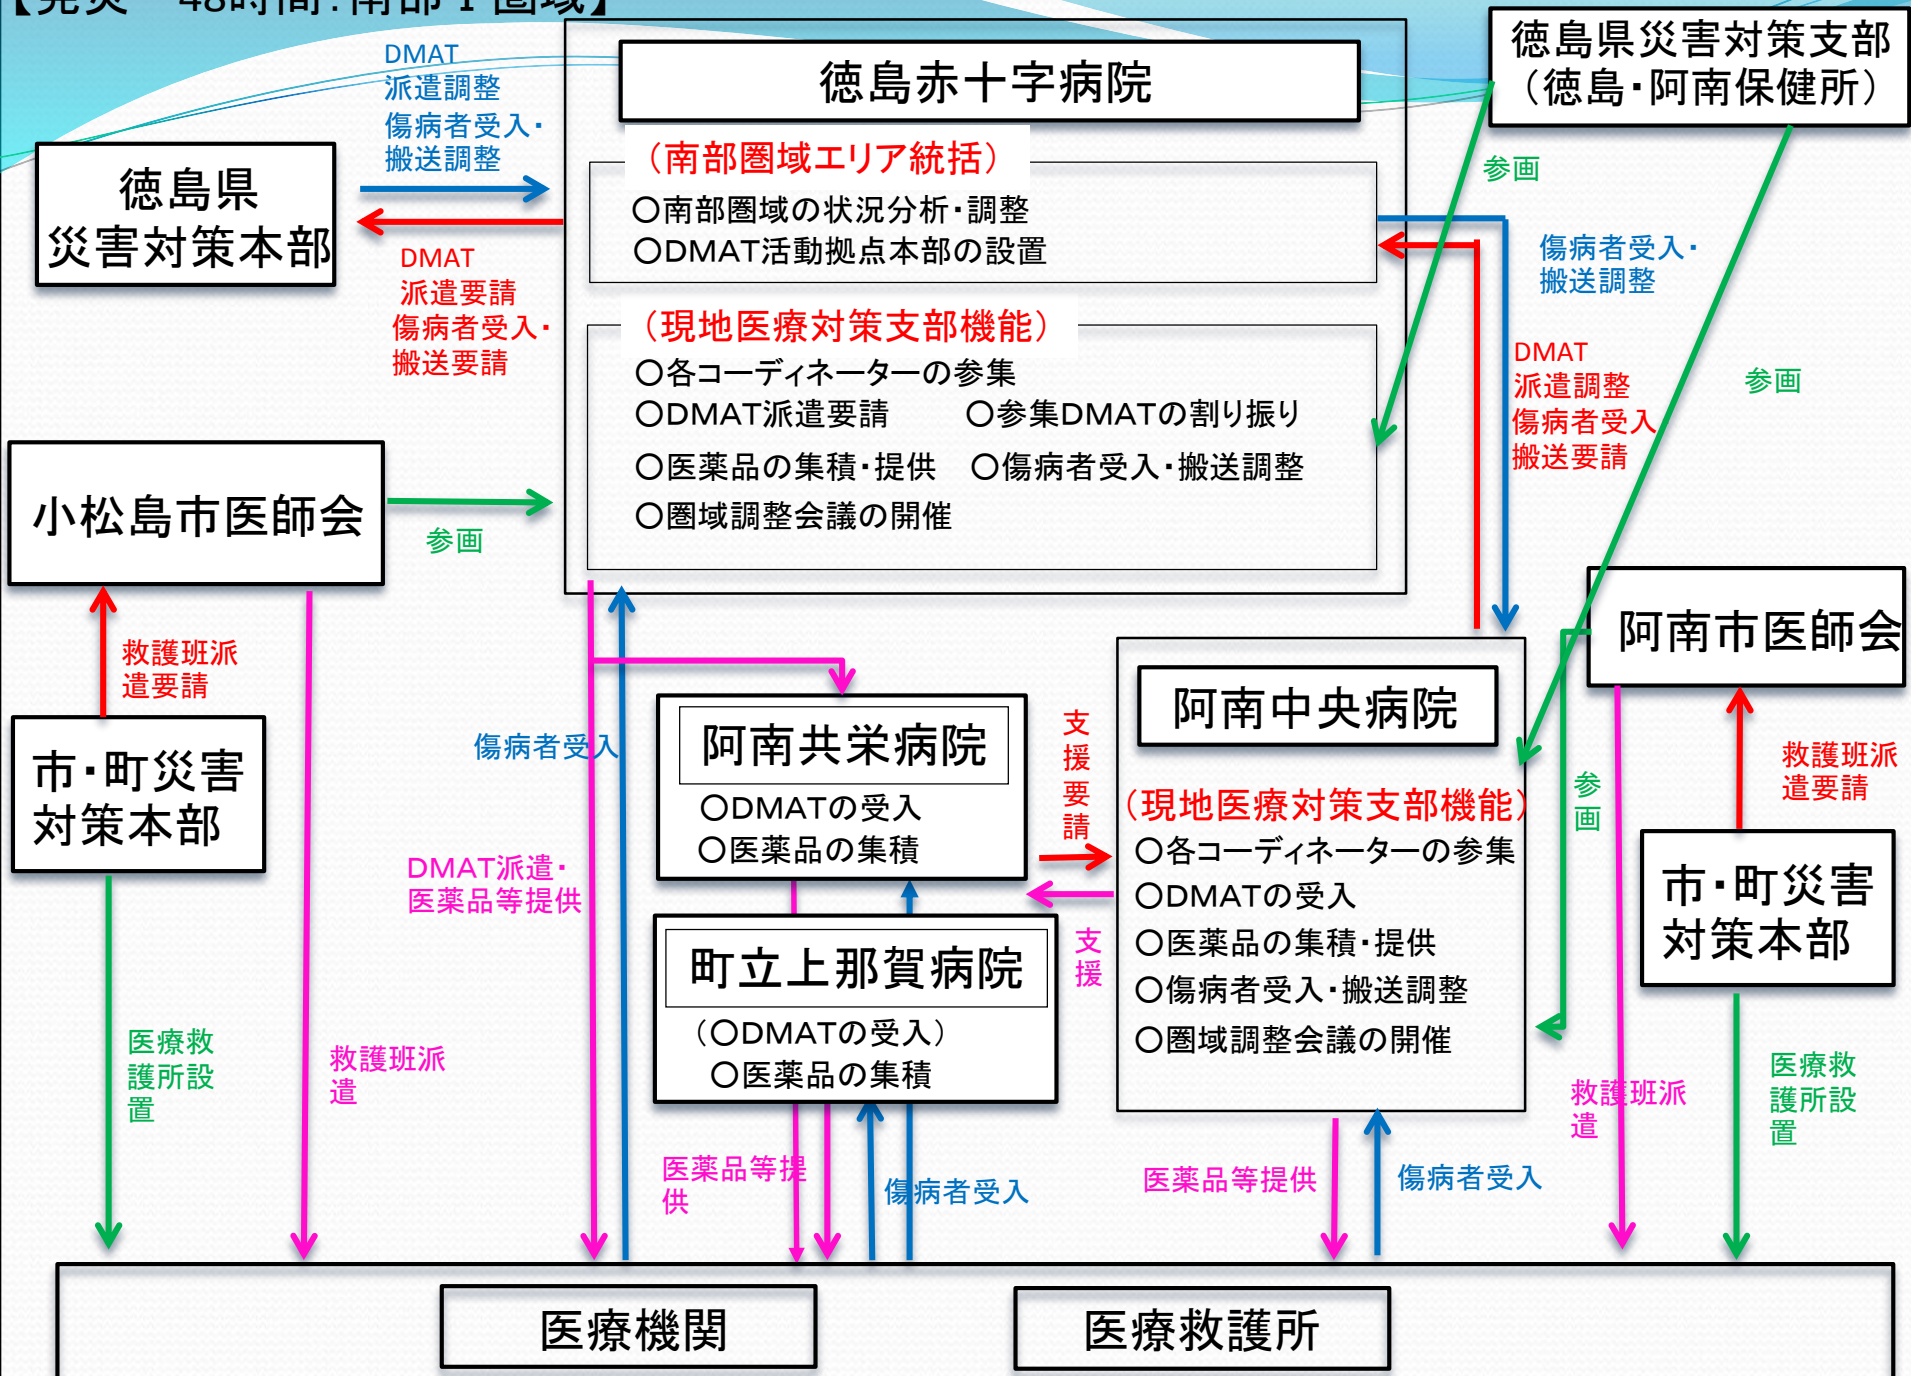 【発災~48時間:南部Ⅰ圏域】
徳島県災害対策支部
(徳島・阿南保健所)
DMAT
派遣調整
傷病者受入・
搬送調整
徳島赤十字病院
(南部圏域エリア統括)
○南部圏域の状況分析・調整
○DMAT活動拠点本部の設置
参画
徳島県
災害対策本部
DMAT
派遣要請
傷病者受入・
搬送要請
傷病者受入・
搬送調整
(現地医療対策支部機能)
○各コーディネーターの参集
○DMAT派遣要請 ○参集DMATの割り振り
○医薬品の集積・提供 ○傷病者受入・搬送調整
○圏域調整会議の開催
DMAT
派遣調整
傷病者受入
搬送要請
参画
小松島市医師会
参画
阿南市医師会
救護班派
遣要請
市・町災害
対策本部
傷病者受入
阿南共栄病院
○DMATの受入
○医薬品の集積
支
援
要
請
阿南中央病院
(現地医療対策支部機能)
○各コーディネーターの参集
○DMATの受入
○医薬品の集積・提供
○傷病者受入・搬送調整
○圏域調整会議の開催
参
画
救護班派
遣要請
市・町災害
対策本部
DMAT派遣・
医薬品等提供
支
援
町立上那賀病院
(○DMATの受入)
○医薬品の集積
医療救
護所設
置
救護班派
遣
医薬品等提
供
傷病者受入
医薬品等提供
傷病者受入
救護班派
遣
医療救
護所設
置
医療機関
医療救護所